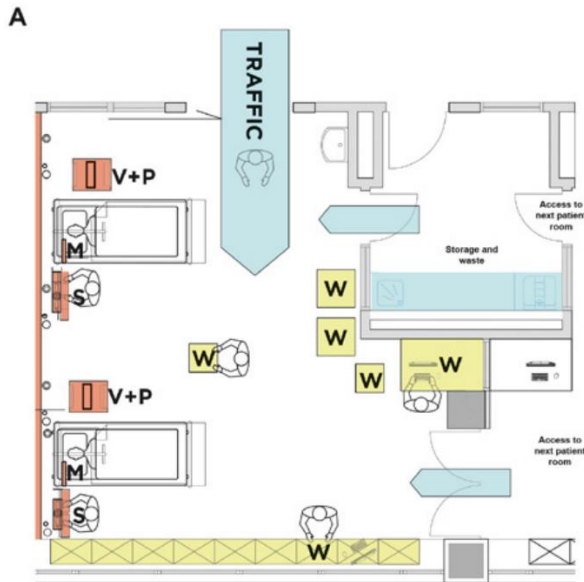 A
TRAFFIC
V+P
M
S
Access to
next patient
room
Storage and
waste
W
W
W
W
W
V+P
M
S
Access to
next patient
room
W